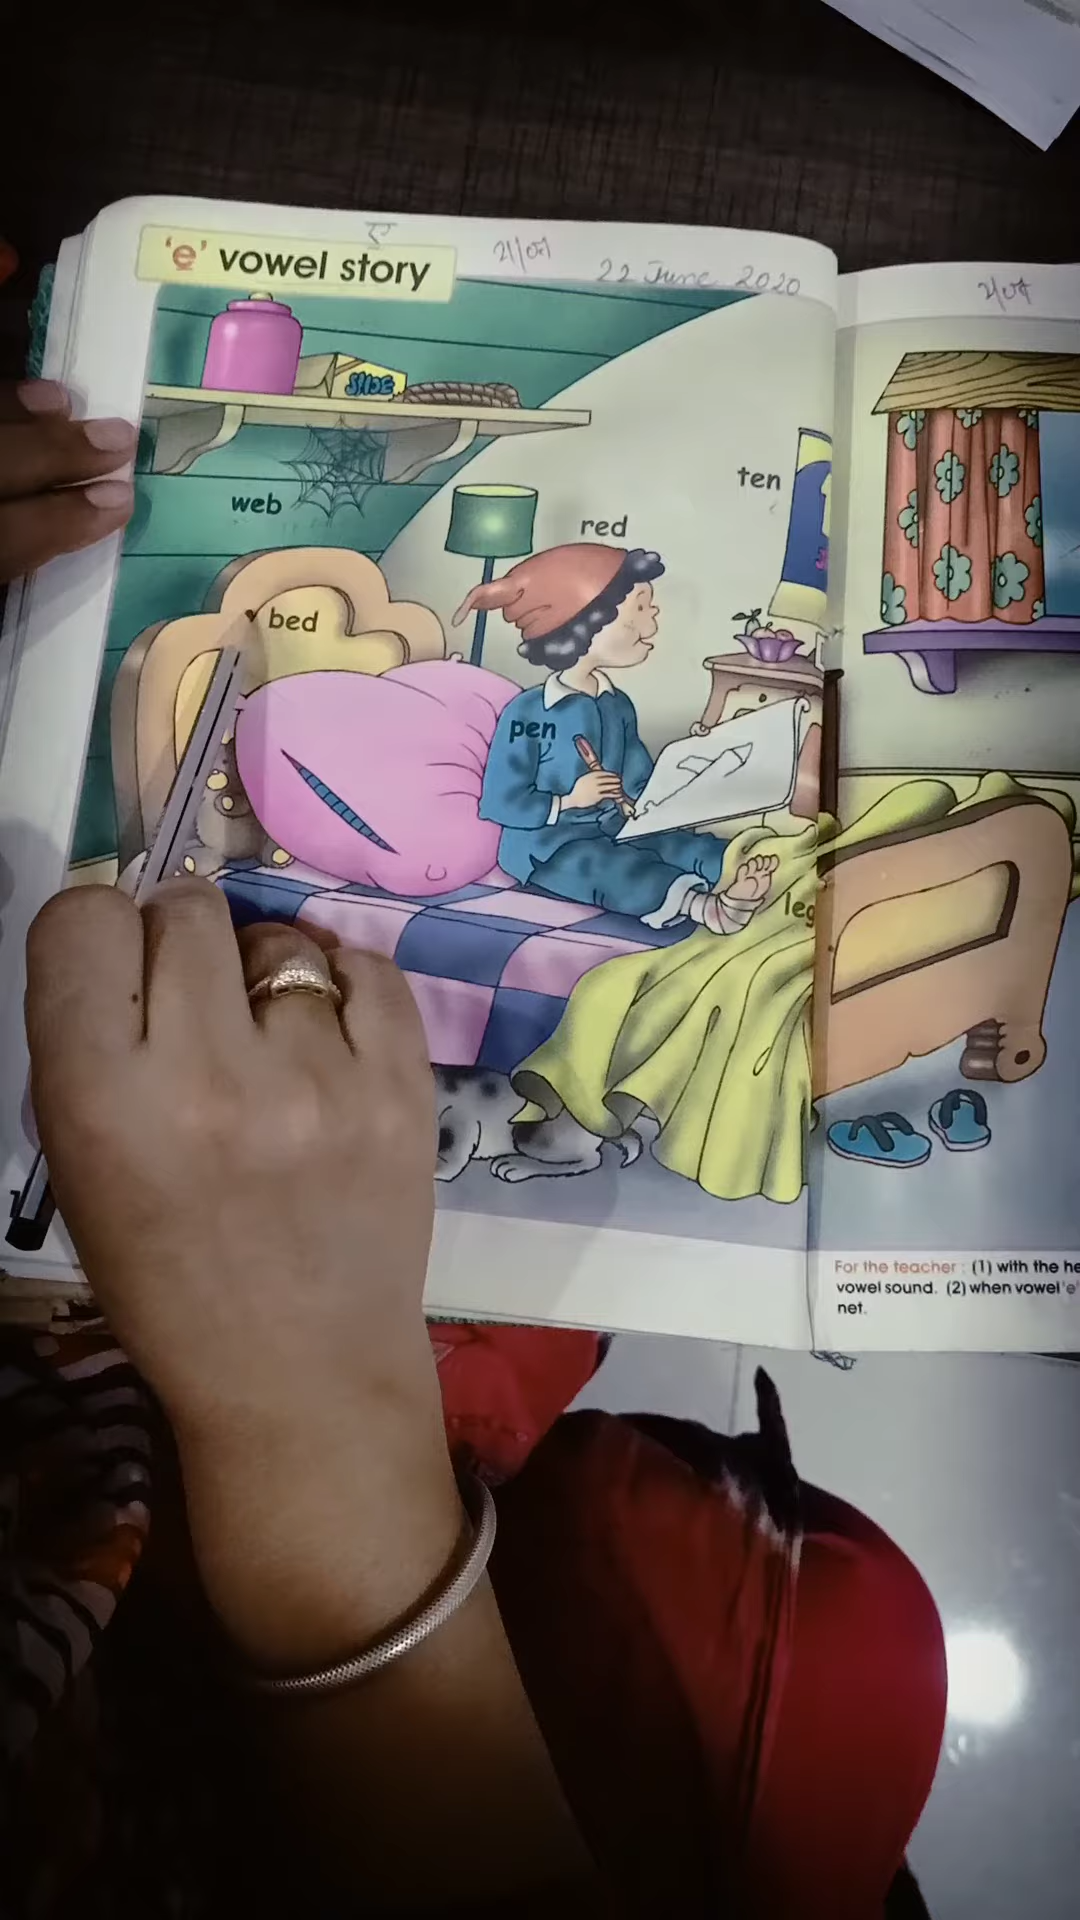 'e' vowel story
22 June 2020
SHOE
web
ten
red
bed
pen
leg
For the teacher : (1) with the
vowel sound. (2) when vowel 'e'
net.